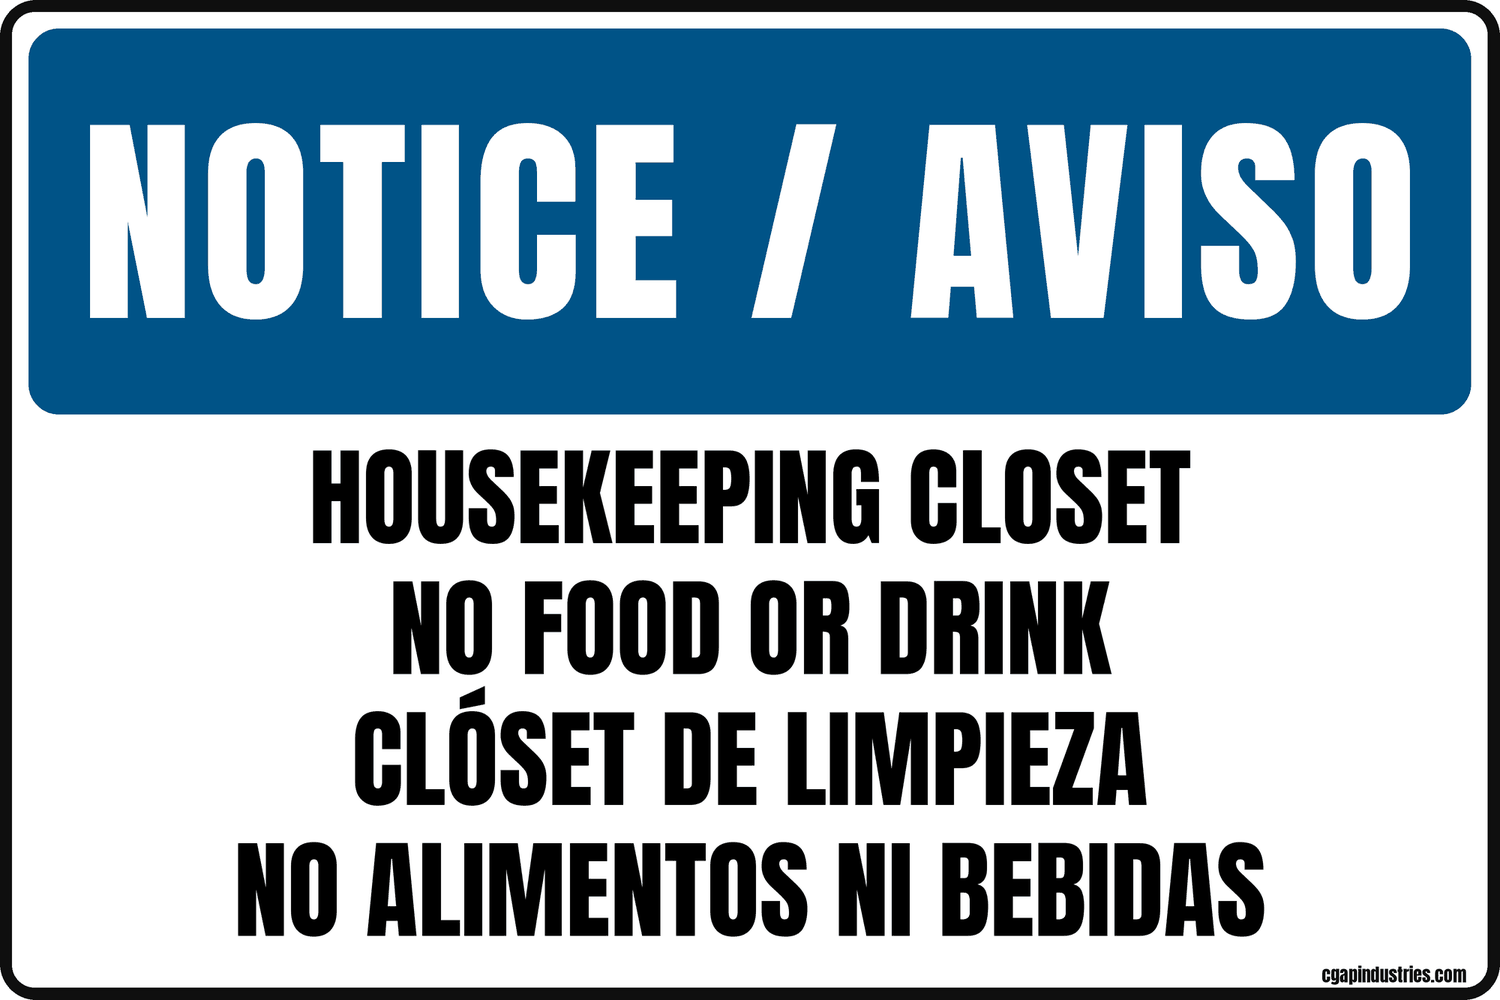 NOTICE / AVISO
HOUSEKEEPING CLOSET
NO FOOD OR DRINK
CLÓSET DE LIMPIEZA
NO ALIMENTOS NI BEBIDAS
cgapindustries.com